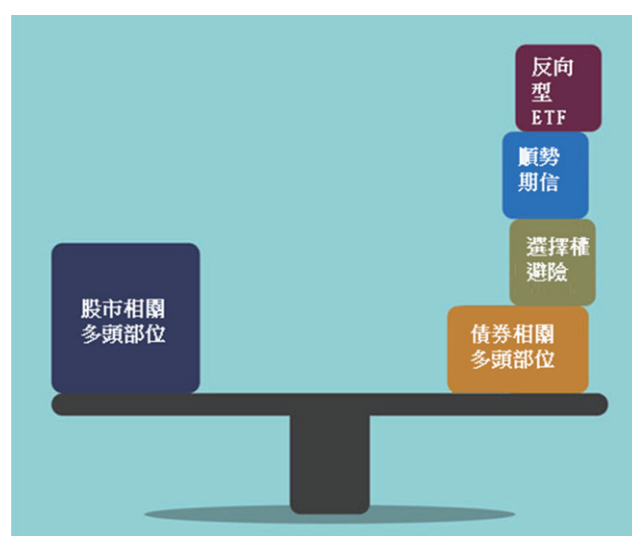 反向
型
ETF
順勢
期信
選擇權
避險
股市相關
多頭部位
債券相關
多頭部位